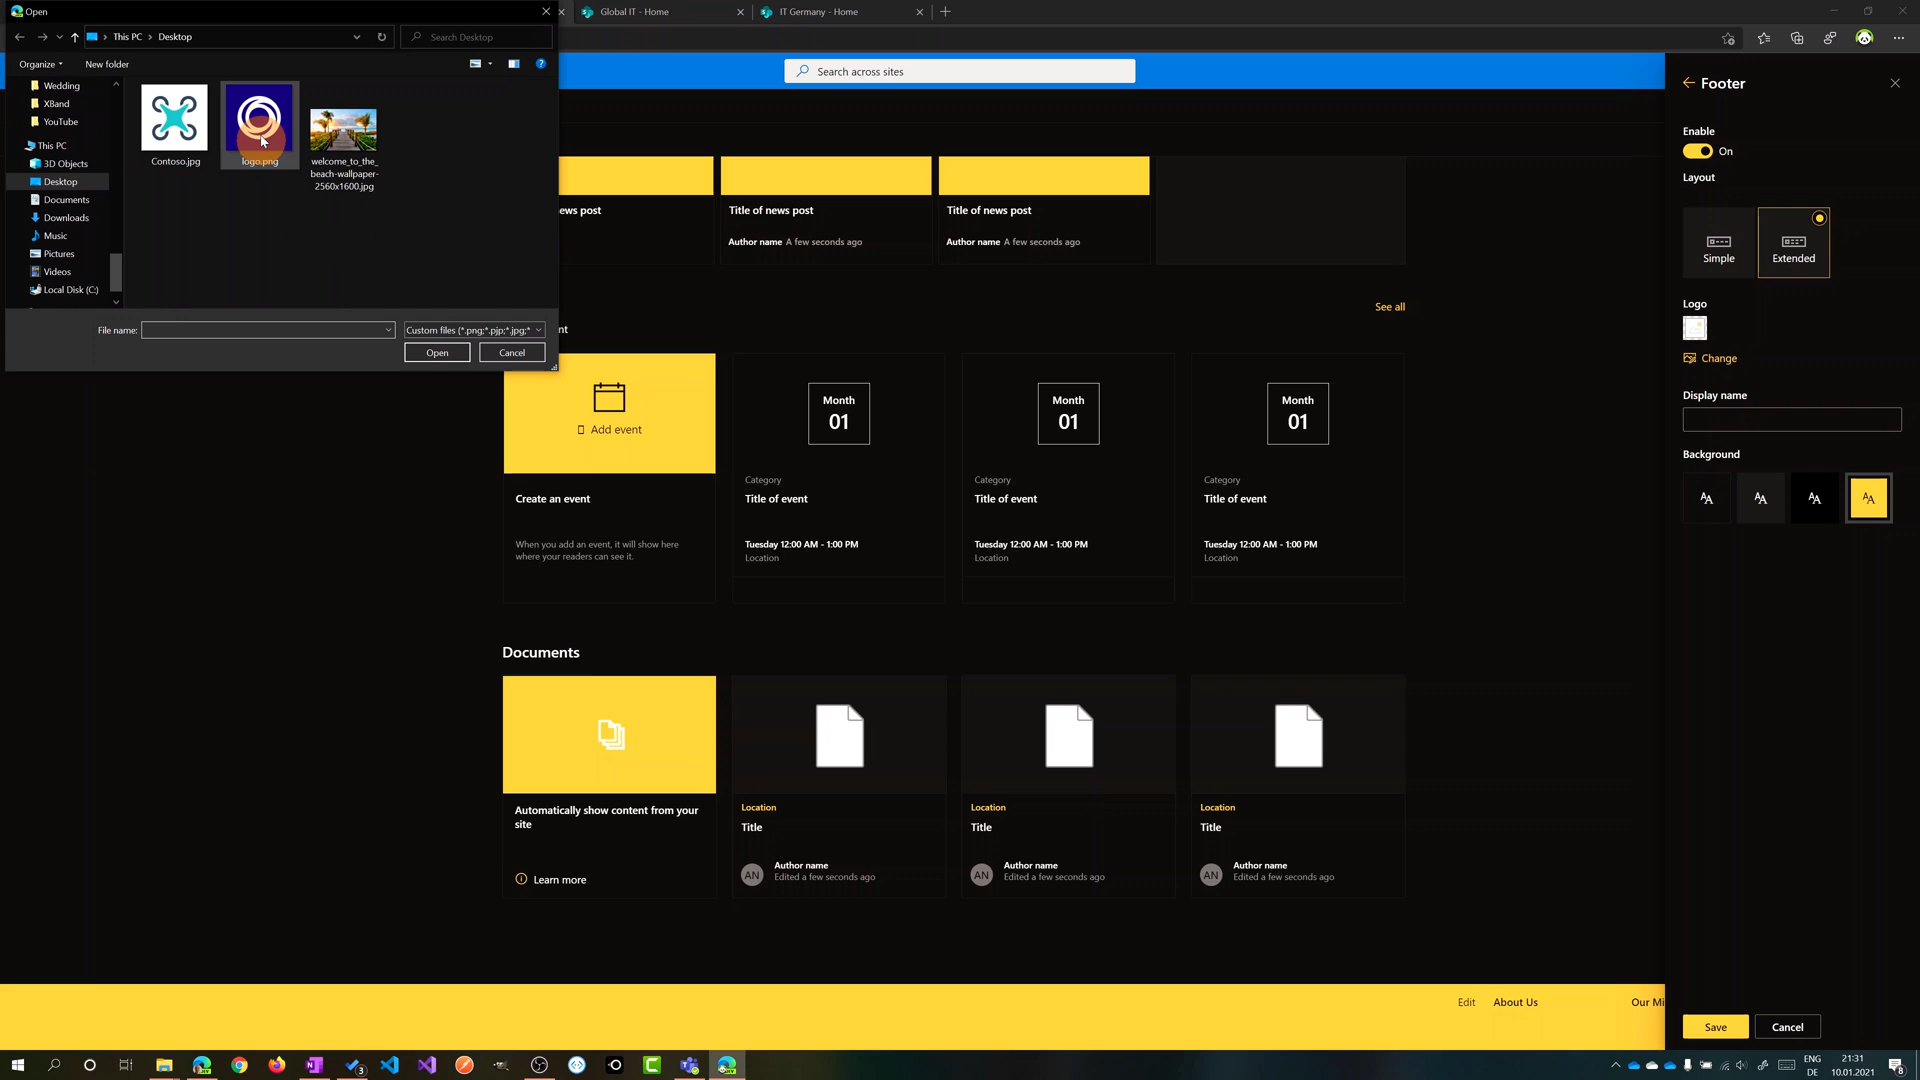 Open
Global IT - Home
IT Germany - Home
This PC
Desktop
Search Desktop
Organize
New folder
Wedding
XBand
YouTube
This PC
3D Objects
Desktop
Documents
Downloads
Music
Pictures
Videos
Local Disk (C:)
Contoso.jpg
logo.png
welcome_to_the_
beach-wallpaper-
2560x1600.jpg
File name:
Custom files (*.png;*.pjp;*.jpg;*
Open
Cancel
Search across sites
ews post
Title of news post
Author name A few seconds ago
Title of news post
Author name A few seconds ago
See all
nt
Add event
Create an event
When you add an event, it will show here
where your readers can see it.
Month
01
Category
Title of event
Tuesday 12:00 AM - 1:00 PM
Location
Month
01
Category
Title of event
Tuesday 12:00 AM - 1:00 PM
Location
Month
01
Category
Title of event
Tuesday 12:00 AM - 1:00 PM
Location
Documents
Automatically show content from your
site
Learn more
Location
Title
AN
Author name
Edited a few seconds ago
Location
Title
AN
Author name
Edited a few seconds ago
Location
Title
AN
Author name
Edited a few seconds ago
Edit
About Us
Our Mi
Footer
Enable
On
Layout
Simple
Extended
Logo
Change
Display name
Background
AA
AA
AA
AA
Save
Cancel
3
ENG
DE
21:31
10.01.2021
8